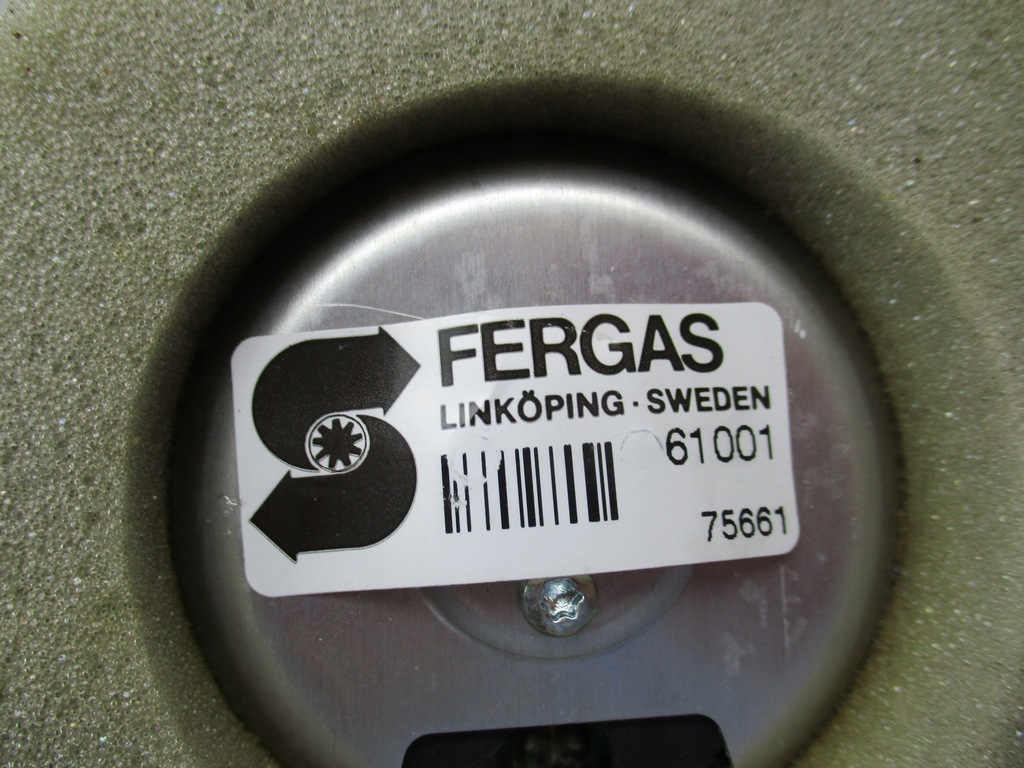 FERGAS
LINKÖPING · SWEDEN
61001
75661